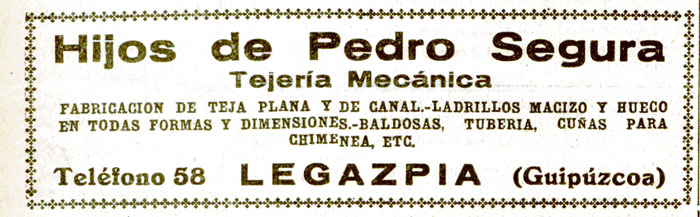 Hijos de Pedro Segura
Tejería Mecánica
FABRICACION DE TEJA PLANA Y DE CANAL.-LADRILLOS MACIZO Y HUECO
EN TODAS FORMAS Y DIMENSIONES.-BALDOSAS, TUBERIA, CUÑAS PARA
CHIMENEA, ETC.
Teléfono 58 LEGAZPIA (Guipúzcoa)